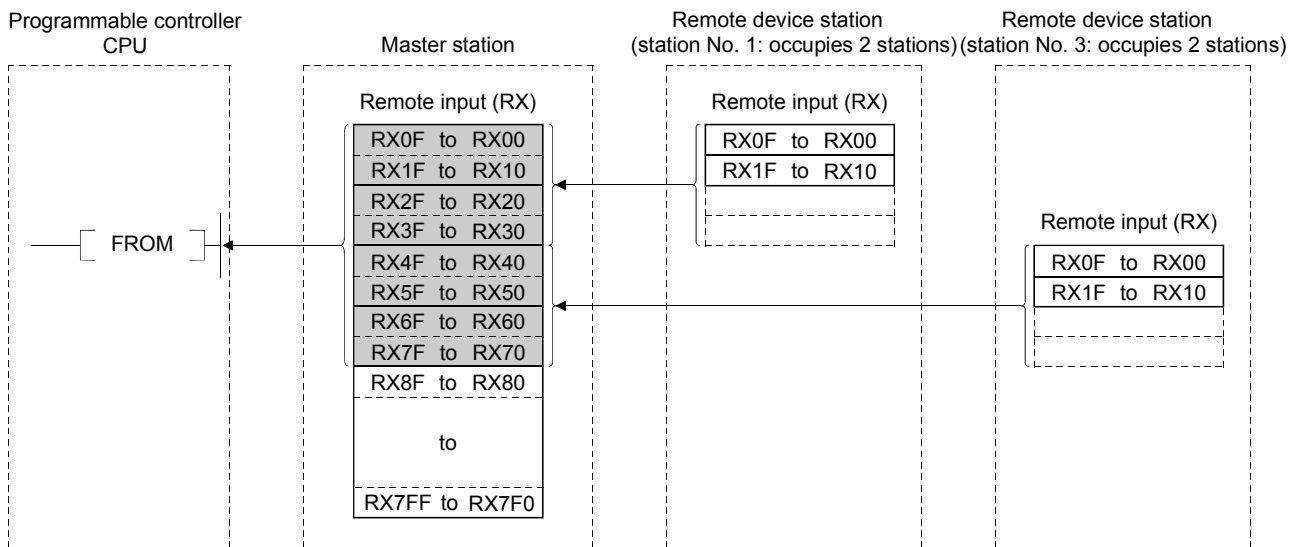 Programmable controller
CPU
Master station
Remote device station
(station No. 1: occupies 2 stations)
Remote device station
(station No. 3: occupies 2 stations)
FROM
Remote input (RX)
RX0F to RX00
RX1F to RX10
RX2F to RX20
RX3F to RX30
RX4F to RX40
RX5F to RX50
RX6F to RX60
RX7F to RX70
RX8F to RX80
to
RX7FF to RX7F0
Remote input (RX)
RX0F to RX00
RX1F to RX10
Remote input (RX)
RX0F to RX00
RX1F to RX10